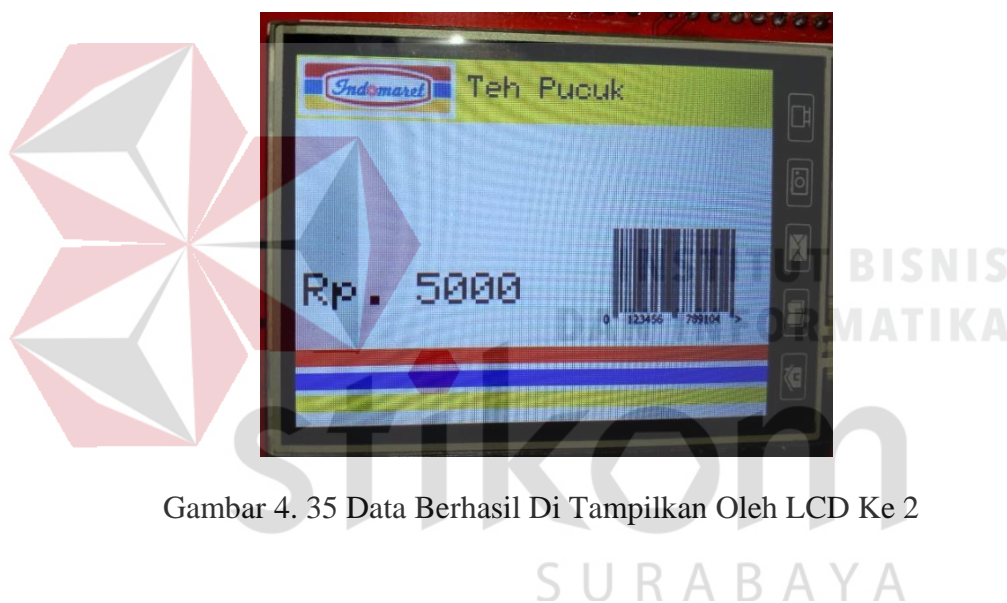 Indomaret Teh Pucuk
Rp. 5000
0 123456 789104 >
INSTITUT BISNIS
DAN INFORMATIKA
stikom
Gambar 4. 35 Data Berhasil Di Tampilkan Oleh LCD Ke 2
SURABAYA